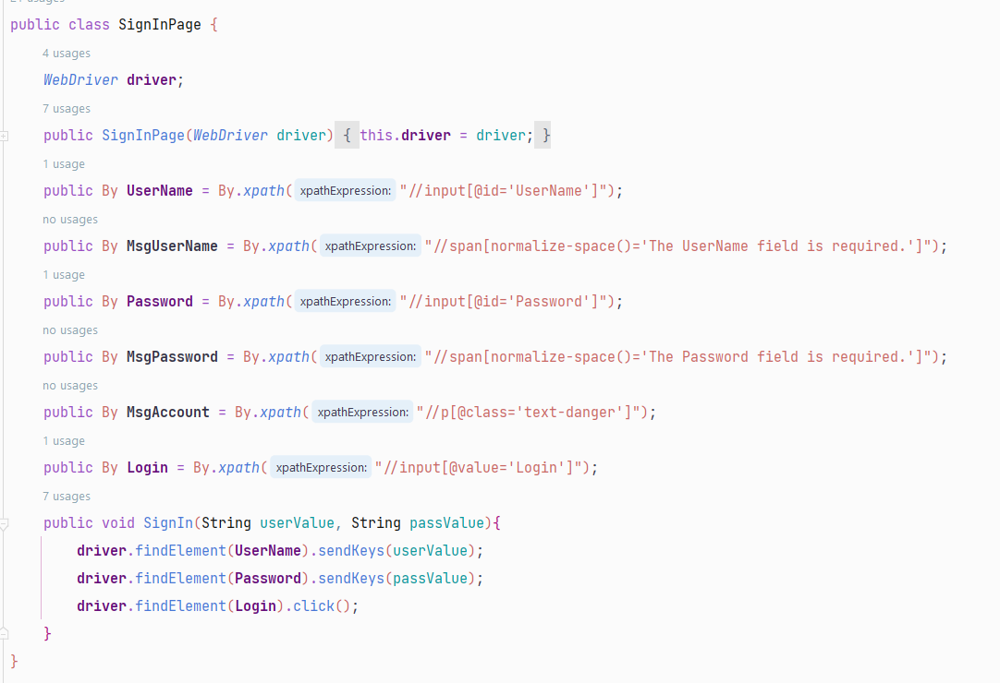 public class SignInPage {
4 usages
WebDriver driver;
7 usages
public SignInPage(WebDriver driver) { this.driver = driver; }
1 usage
public By UserName = By.xpath( xpathExpression: "//input[@id='UserName']");
no usages
public By MsgUserName = By.xpath( xpathExpression: "//span[normalize-space()='The UserName field is required.']");
1 usage
public By Password = By.xpath( xpathExpression: "//input[@id='Password']");
no usages
public By MsgPassword = By.xpath( xpathExpression: "//span[normalize-space()='The Password field is required.']");
no usages
public By MsgAccount = By.xpath( xpathExpression: "//p[@class='text-danger']");
1 usage
public By Login = By.xpath( xpathExpression: "//input[@value='Login']");
7 usages
public void SignIn(String userValue, String passValue){
driver.findElement(UserName).sendKeys(userValue);
driver.findElement(Password).sendKeys(passValue);
driver.findElement(Login).click();
}
}